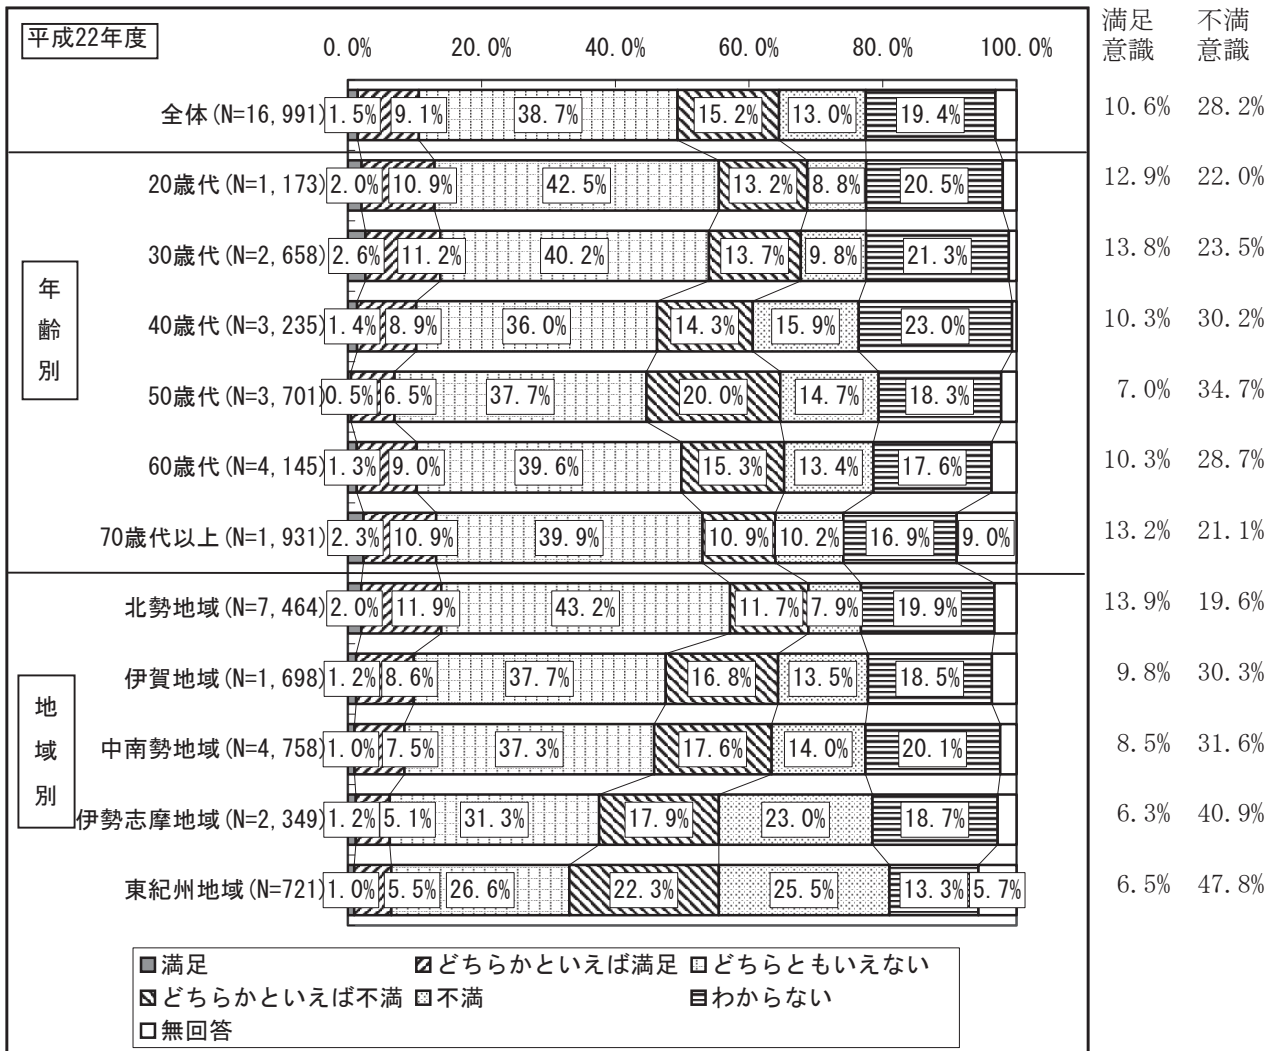 満足 不満
意識 意識
平成22年度
0.0% 20.0% 40.0% 60.0% 80.0% 100.0%
全体(N=16,991) 1.5% 9.1% 38.7% 15.2% 13.0% 19.4% 10.6% 28.2%
年齢別
20歳代(N=1,173) 2.0% 10.9% 42.5% 13.2% 8.8% 20.5% 12.9% 22.0%
30歳代(N=2,658) 2.6% 11.2% 40.2% 13.7% 9.8% 21.3% 13.8% 23.5%
40歳代(N=3,235) 1.4% 8.9% 36.0% 14.3% 15.9% 23.0% 10.3% 30.2%
50歳代(N=3,701) 0.5% 6.5% 37.7% 20.0% 14.7% 18.3% 7.0% 34.7%
60歳代(N=4,145) 1.3% 9.0% 39.6% 15.3% 13.4% 17.6% 10.3% 28.7%
70歳代以上(N=1,931) 2.3% 10.9% 39.9% 10.9% 10.2% 16.9% 9.0% 13.2% 21.1%
地域別
北勢地域(N=7,464) 2.0% 11.9% 43.2% 11.7% 7.9% 19.9% 13.9% 19.6%
伊賀地域(N=1,698) 1.2% 8.6% 37.7% 16.8% 13.5% 18.5% 9.8% 30.3%
中南勢地域(N=4,758) 1.0% 7.5% 37.3% 17.6% 14.0% 20.1% 8.5% 31.6%
伊勢志摩地域(N=2,349) 1.2% 5.1% 31.3% 17.9% 23.0% 18.7% 6.3% 40.9%
東紀州地域(N=721) 1.0% 5.5% 26.6% 22.3% 25.5% 13.3% 5.7% 6.5% 47.8%
満足 どちらかといえば満足 どちらともいえない
どちらかといえば不満 不満 わからない
無回答